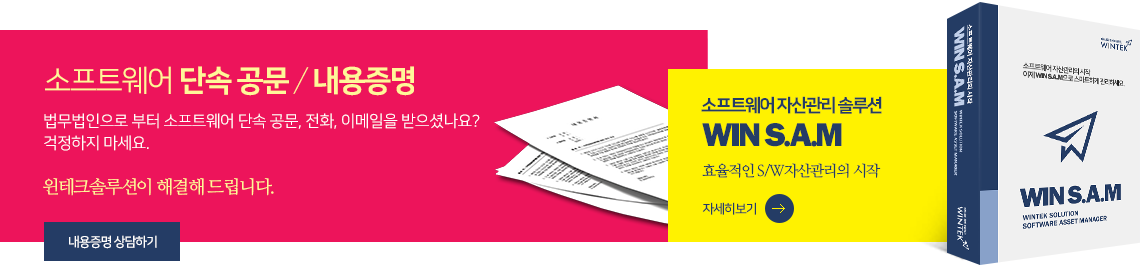 소프트웨어 단속 공문 / 내용증명
법무법인으로 부터 소프트웨어 단속 공문, 전화, 이메일을 받으셨나요?
걱정하지 마세요.
윈테크솔루션이 해결해 드립니다.
내용증명 상담하기
소프트웨어 자산관리 솔루션
WIN S.A.M
효율적인 S/W자산관리의 시작
자세히보기
소프트웨어 자산관리의 시작
WIN S.A.M
WINTEK SOLUTION
SOFTWARE ASSET MANAGER
WINTEK
WINTEK
소프트웨어 자산관리의 시작
이제 WIN S.A.M으로 스마트하게 관리하세요.
WIN S.A.M
WINTEK SOLUTION
SOFTWARE ASSET MANAGER